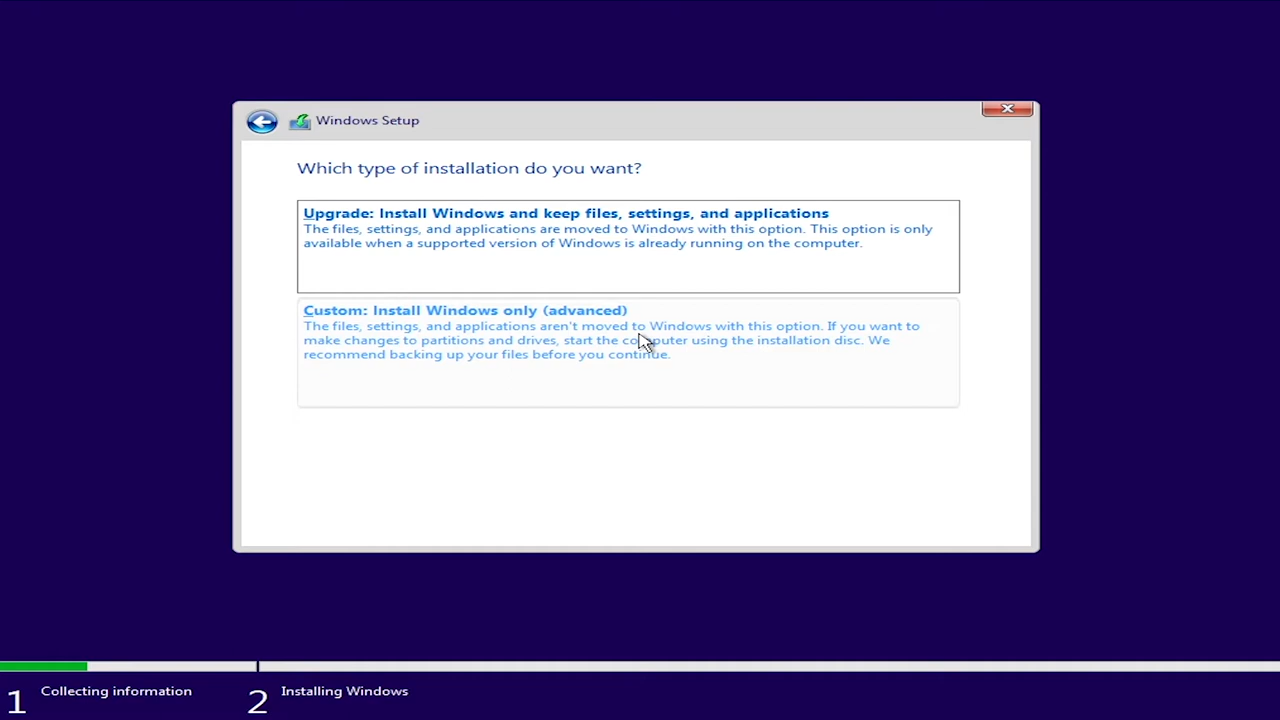 Windows Setup
Which type of installation do you want?
Upgrade: Install Windows and keep files, settings, and applications
The files, settings, and applications are moved to Windows with this option. This option is only
available when a supported version of Windows is already running on the computer.
Custom: Install Windows only (advanced)
The files, settings, and applications aren't moved to Windows with this option. If you want to
make changes to partitions and drives, start the computer using the installation disc. We
recommend backing up your files before you continue.
1 Collecting information 2 Installing Windows